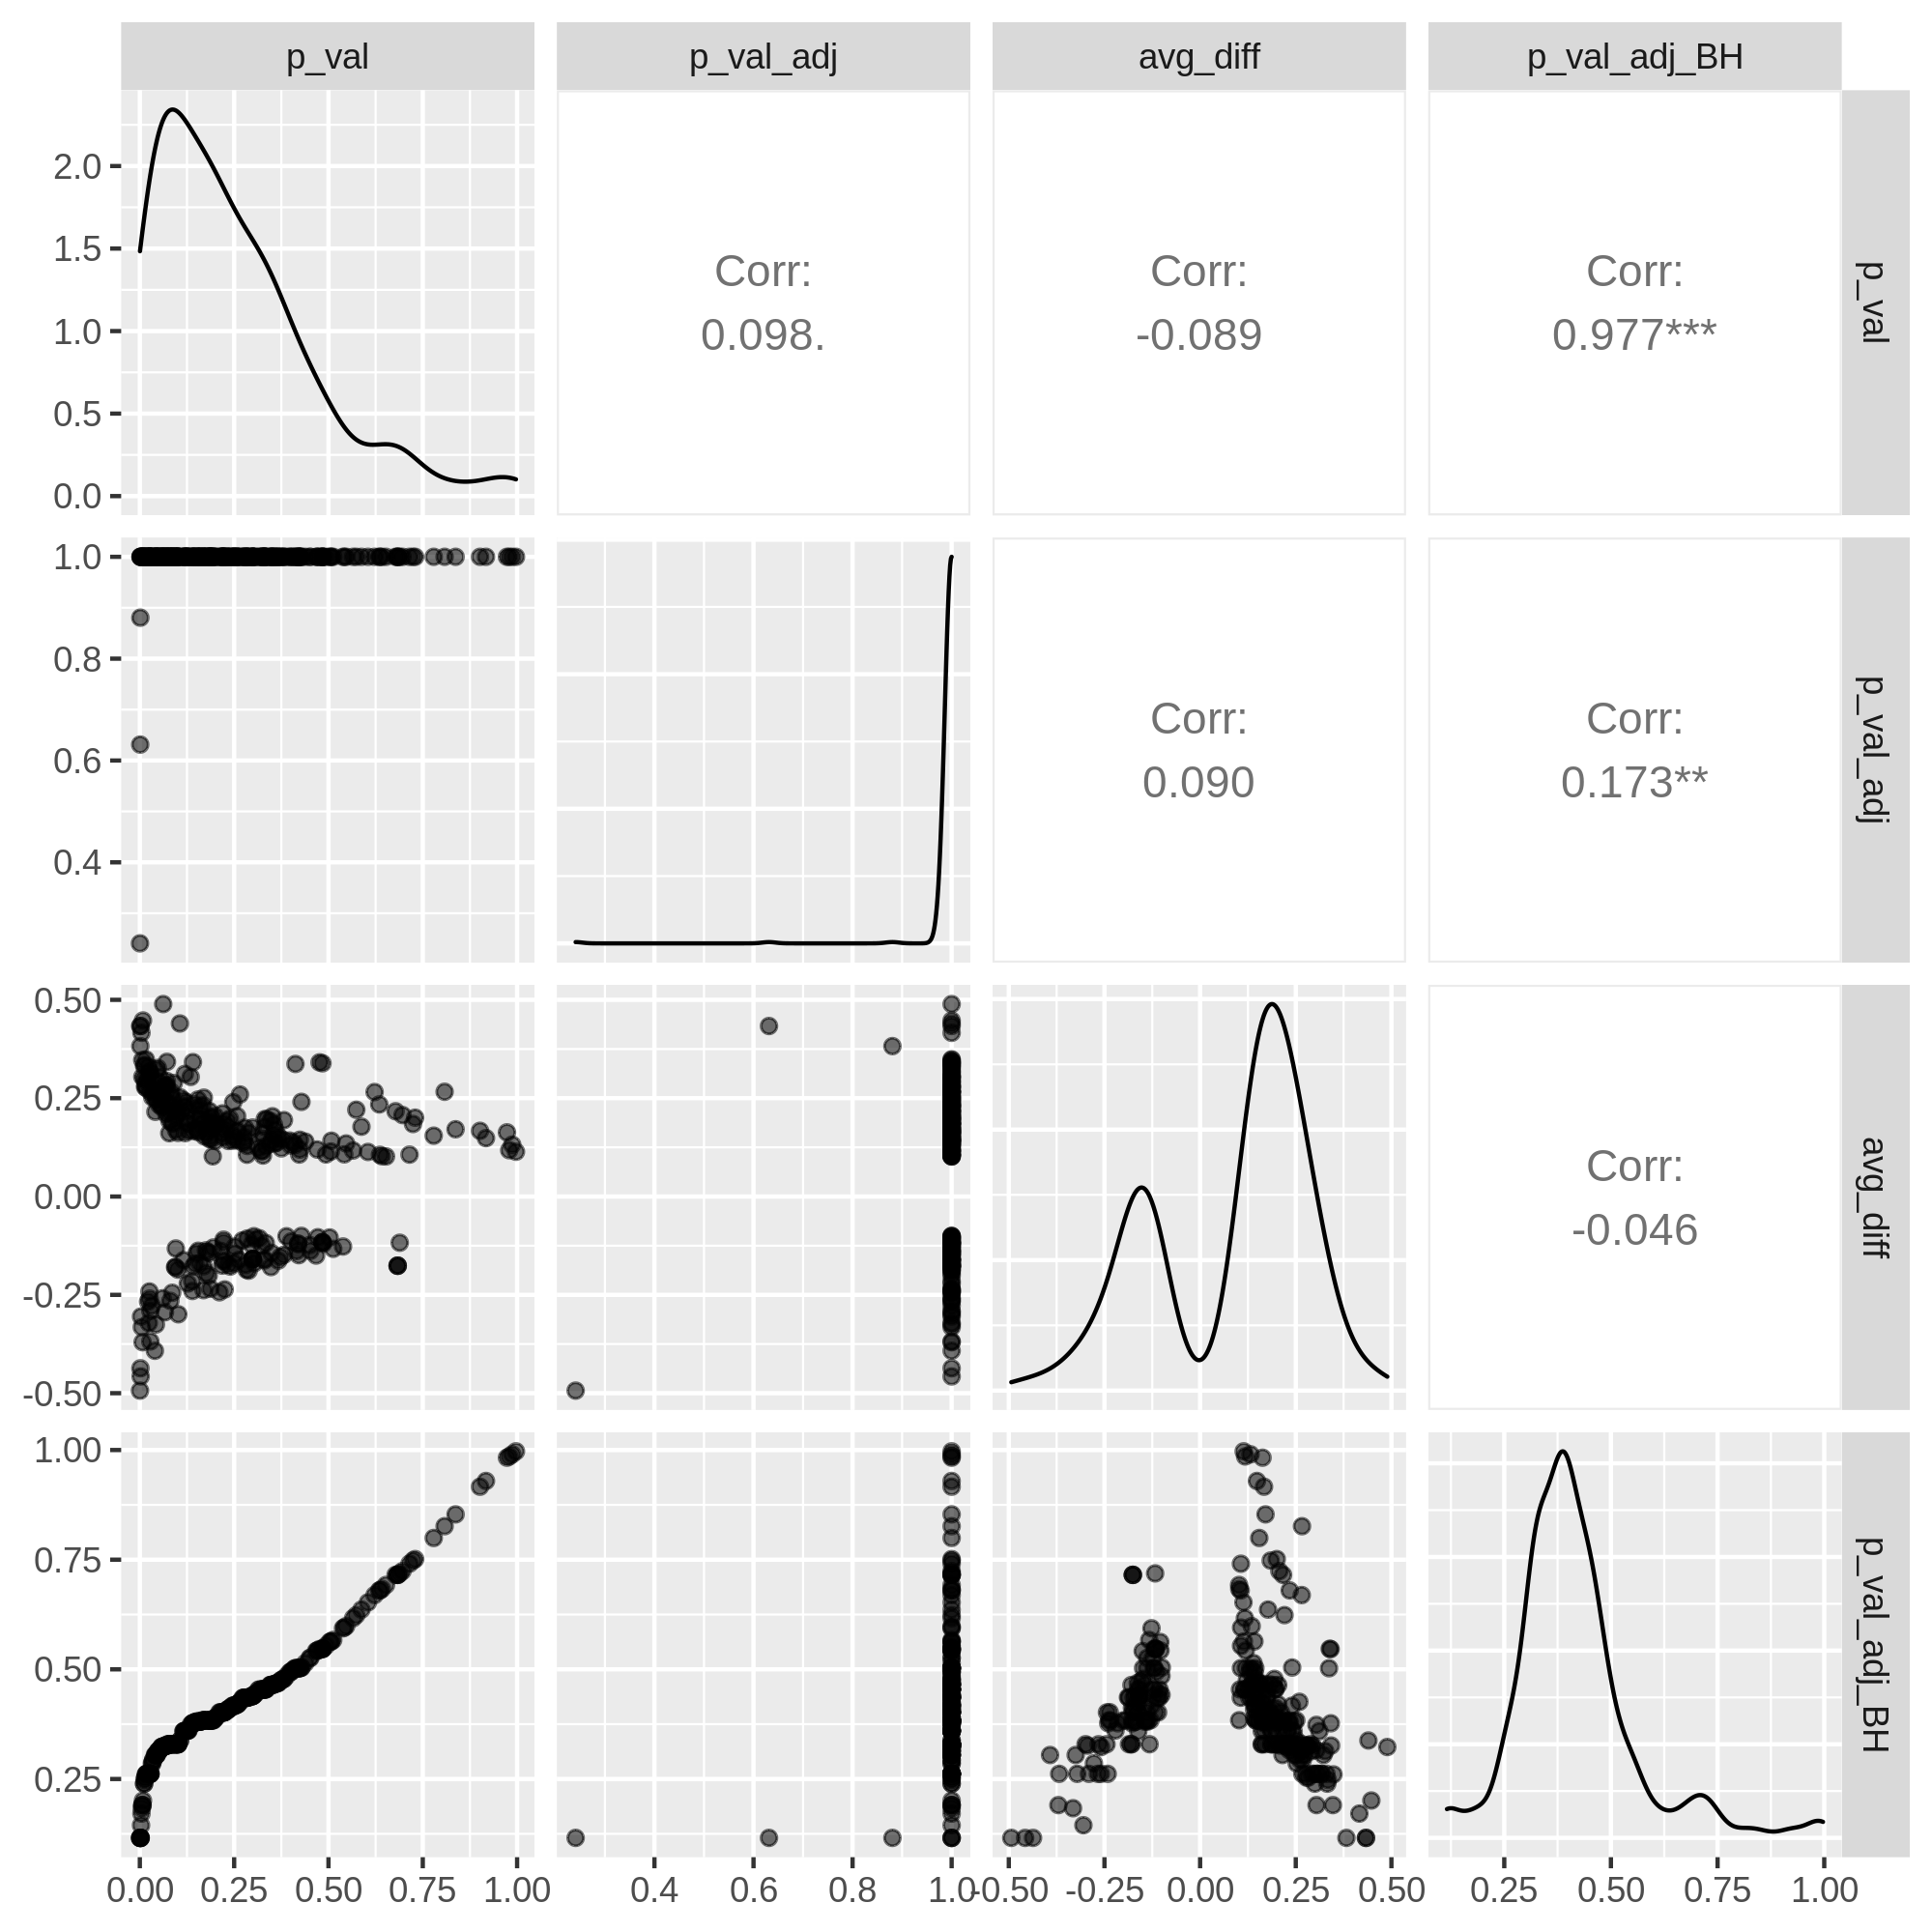 p_val
p_val_adj
avg_diff
p_val_adj_BH
2.0
1.5
1.0
0.5
0.0
Corr:
0.098.
Corr:
-0.089
Corr:
0.977***
p_val
1.0
0.8
0.6
0.4
Corr:
0.090
Corr:
0.173**
p_val_adj
0.50
0.25
0.00
-0.25
-0.50
Corr:
-0.046
avg_diff
1.00
0.75
0.50
0.25
p_val_adj_BH
0.00 0.25 0.50 0.75 1.00
0.4 0.6 0.8 1.0
-0.50 -0.25 0.00 0.25 0.50
0.25 0.50 0.75 1.00